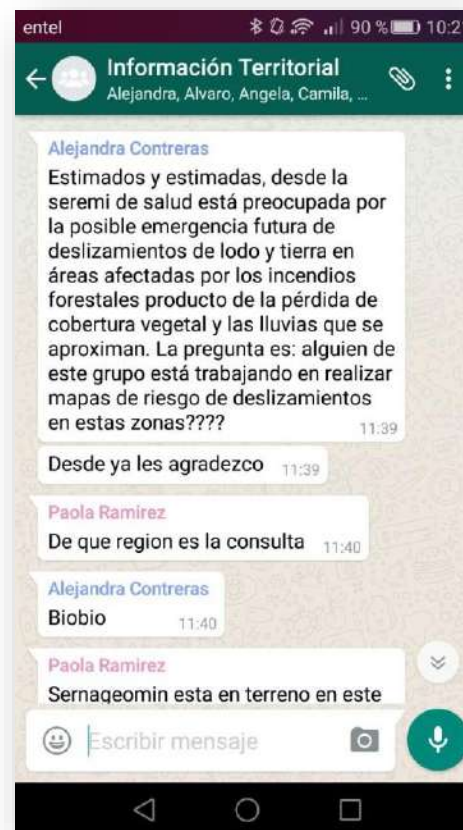 entel 90 % 10:2
Información Territorial
Alejandra, Alvaro, Angela, Camila, ...
Alejandra Contreras
Estimados y estimadas, desde la
seremi de salud está preocupada por
la posible emergencia futura de
deslizamientos de lodo y tierra en
áreas afectadas por los incendios
forestales producto de la pérdida de
cobertura vegetal y las lluvias que se
aproximan. La pregunta es: alguien de
este grupo está trabajando en realizar
mapas de riesgo de deslizamientos
en estas zonas????
11:39
Desde ya les agradezco 11:39
Paola Ramirez
De que region es la consulta 11:40
Alejandra Contreras
Biobio 11:40
Paola Ramirez
Sernageomin esta en terreno en este
Escribir mensaje